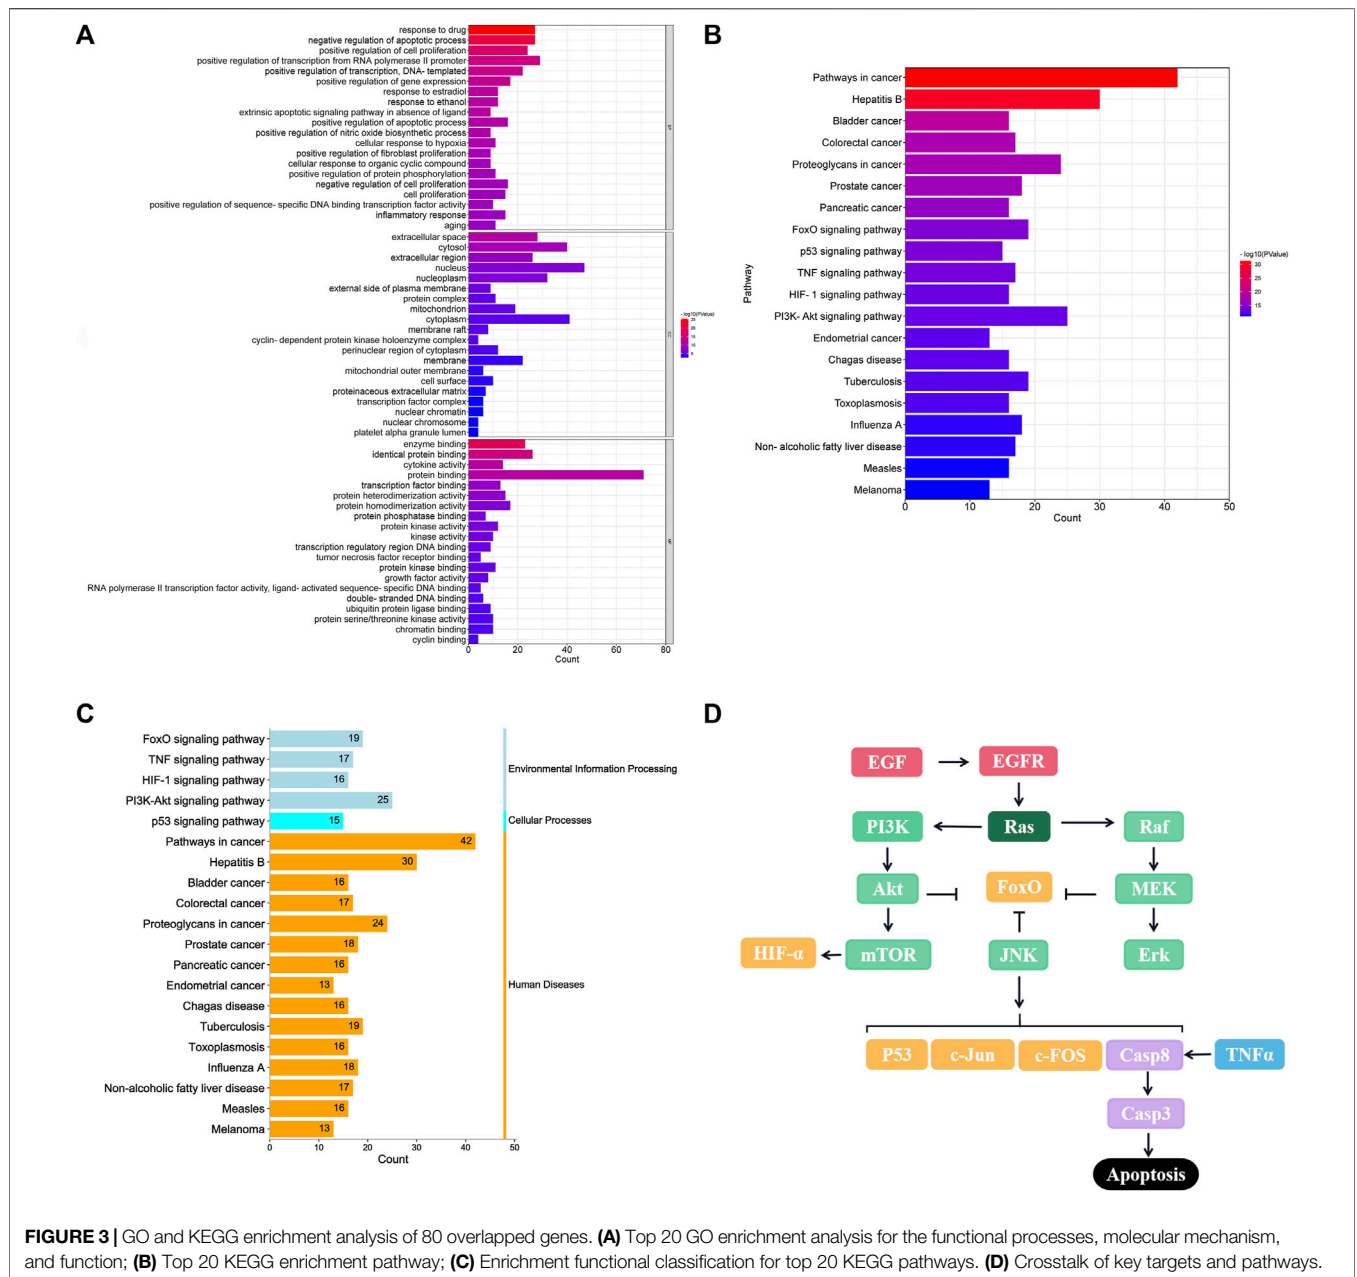 A
response to drug
negative regulation of apoptotic process
positive regulation of cell proliferation
positive regulation of transcription from RNA polymerase II promoter
positive regulation of transcription, DNA- templated
positive regulation of gene expression
response to estradiol
response to ethanol
extrinsic apoptotic signaling pathway in absence of ligand
positive regulation of apoptotic process
positive regulation of nitric oxide biosynthetic process
cellular response to hypoxia
positive regulation of fibroblast proliferation
cellular response to organic cyclic compound
positive regulation of protein phosphorylation
negative regulation of cell proliferation
cell proliferation
positive regulation of sequence- specific DNA binding transcription factor activity
inflammatory response
aging
extracellular space
cytosol
extracellular region
nucleus
nucleoplasm
external side of plasma membrane
protein complex
mitochondrion
cytoplasm
membrane raft
cyclin- dependent protein kinase holoenzyme complex
perinuclear region of cytoplasm
membrane
mitochondrial outer membrane
cell surface
proteinaceous extracellular matrix
transcription factor complex
nuclear chromatin
nuclear chromosome
platelet alpha granule lumen
enzyme binding
identical protein binding
cytokine activity
protein binding
transcription factor binding
protein heterodimerization activity
protein homodimerization activity
protein phosphatase binding
protein kinase activity
kinase activity
transcription regulatory region DNA binding
tumor necrosis factor receptor binding
protein kinase binding
growth factor activity
RNA polymerase II transcription factor activity, ligand- activated sequence- specific DNA binding
double- stranded DNA binding
ubiquitin protein ligase binding
protein serine/threonine kinase activity
chromatin binding
cyclin binding
0 20 40 60 80
Count
BP
CC
MF
- log10(PValue)
25
20
15
10
5
B
Pathway
Pathways in cancer
Hepatitis B
Bladder cancer
Colorectal cancer
Proteoglycans in cancer
Prostate cancer
Pancreatic cancer
FoxO signaling pathway
p53 signaling pathway
TNF signaling pathway
HIF- 1 signaling pathway
PI3K- Akt signaling pathway
Endometrial cancer
Chagas disease
Tuberculosis
Toxoplasmosis
Influenza A
Non- alcoholic fatty liver disease
Measles
Melanoma
0 10 20 30 40 50
Count
- log10(PValue)
30
25
20
15
C
FoxO signaling pathway 19
TNF signaling pathway 17
HIF-1 signaling pathway 16
PI3K-Akt signaling pathway 25
p53 signaling pathway 15
Pathways in cancer 42
Hepatitis B 30
Bladder cancer 16
Colorectal cancer 17
Proteoglycans in cancer 24
Prostate cancer 18
Pancreatic cancer 16
Endometrial cancer 13
Chagas disease 16
Tuberculosis 19
Toxoplasmosis 16
Influenza A 18
Non-alcoholic fatty liver disease 17
Measles 16
Melanoma 13
0 10 20 30 40 50
Count
Environmental Information Processing
Cellular Processes
Human Diseases
D
EGF EGFR
PI3K Ras Raf
Akt FoxO MEK
HIF-α mTOR JNK Erk
P53 c-Jun c-FOS Casp8 TNFα
Casp3
Apoptosis
FIGURE 3 | GO and KEGG enrichment analysis of 80 overlapped genes. (A) Top 20 GO enrichment analysis for the functional processes, molecular mechanism,
and function; (B) Top 20 KEGG enrichment pathway; (C) Enrichment functional classification for top 20 KEGG pathways. (D) Crosstalk of key targets and pathways.